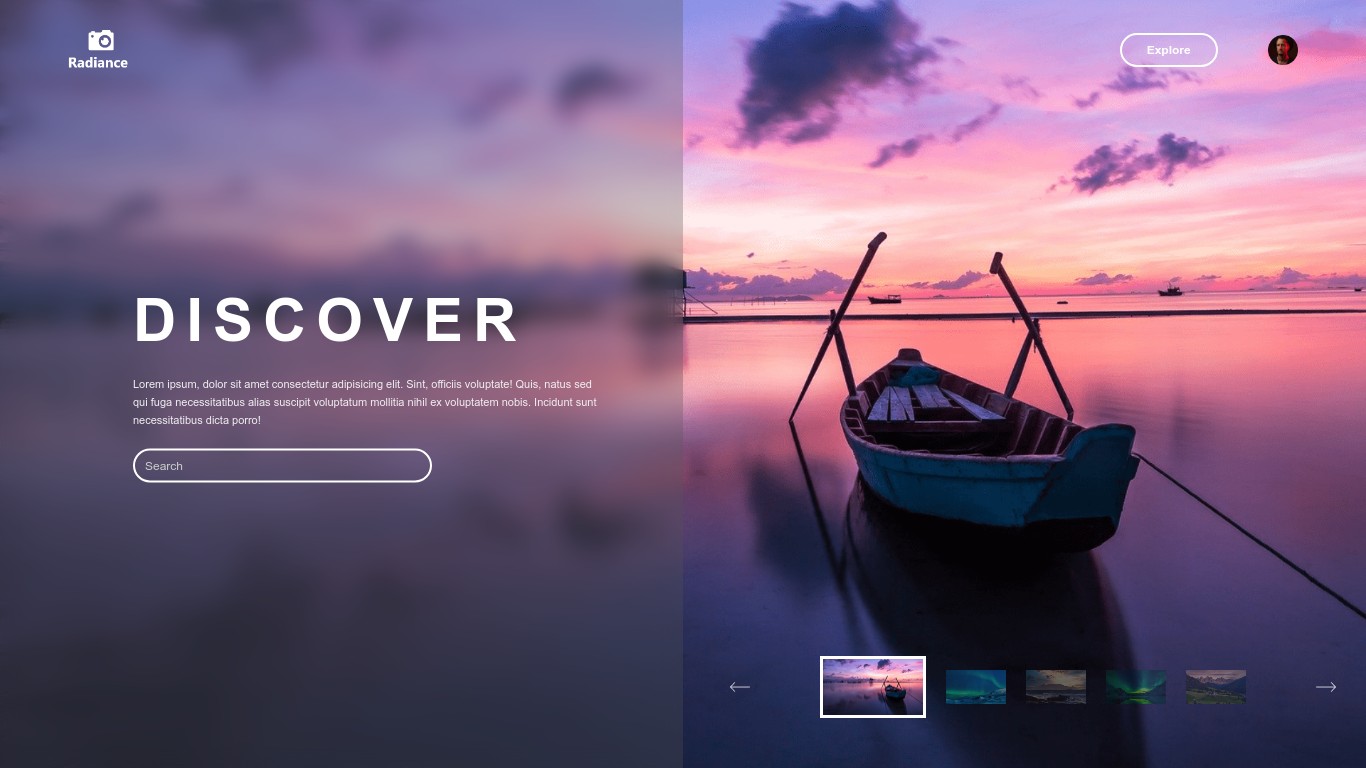 Radiance
Explore
DISCOVER
Lorem ipsum, dolor sit amet consectetur adipisicing elit. Sint, officiis voluptate! Quis, natus sed
qui fuga necessitatibus alias suscipit voluptatum mollitia nihil ex voluptatem nobis. Incidunt sunt
necessitatibus dicta porro!
Search